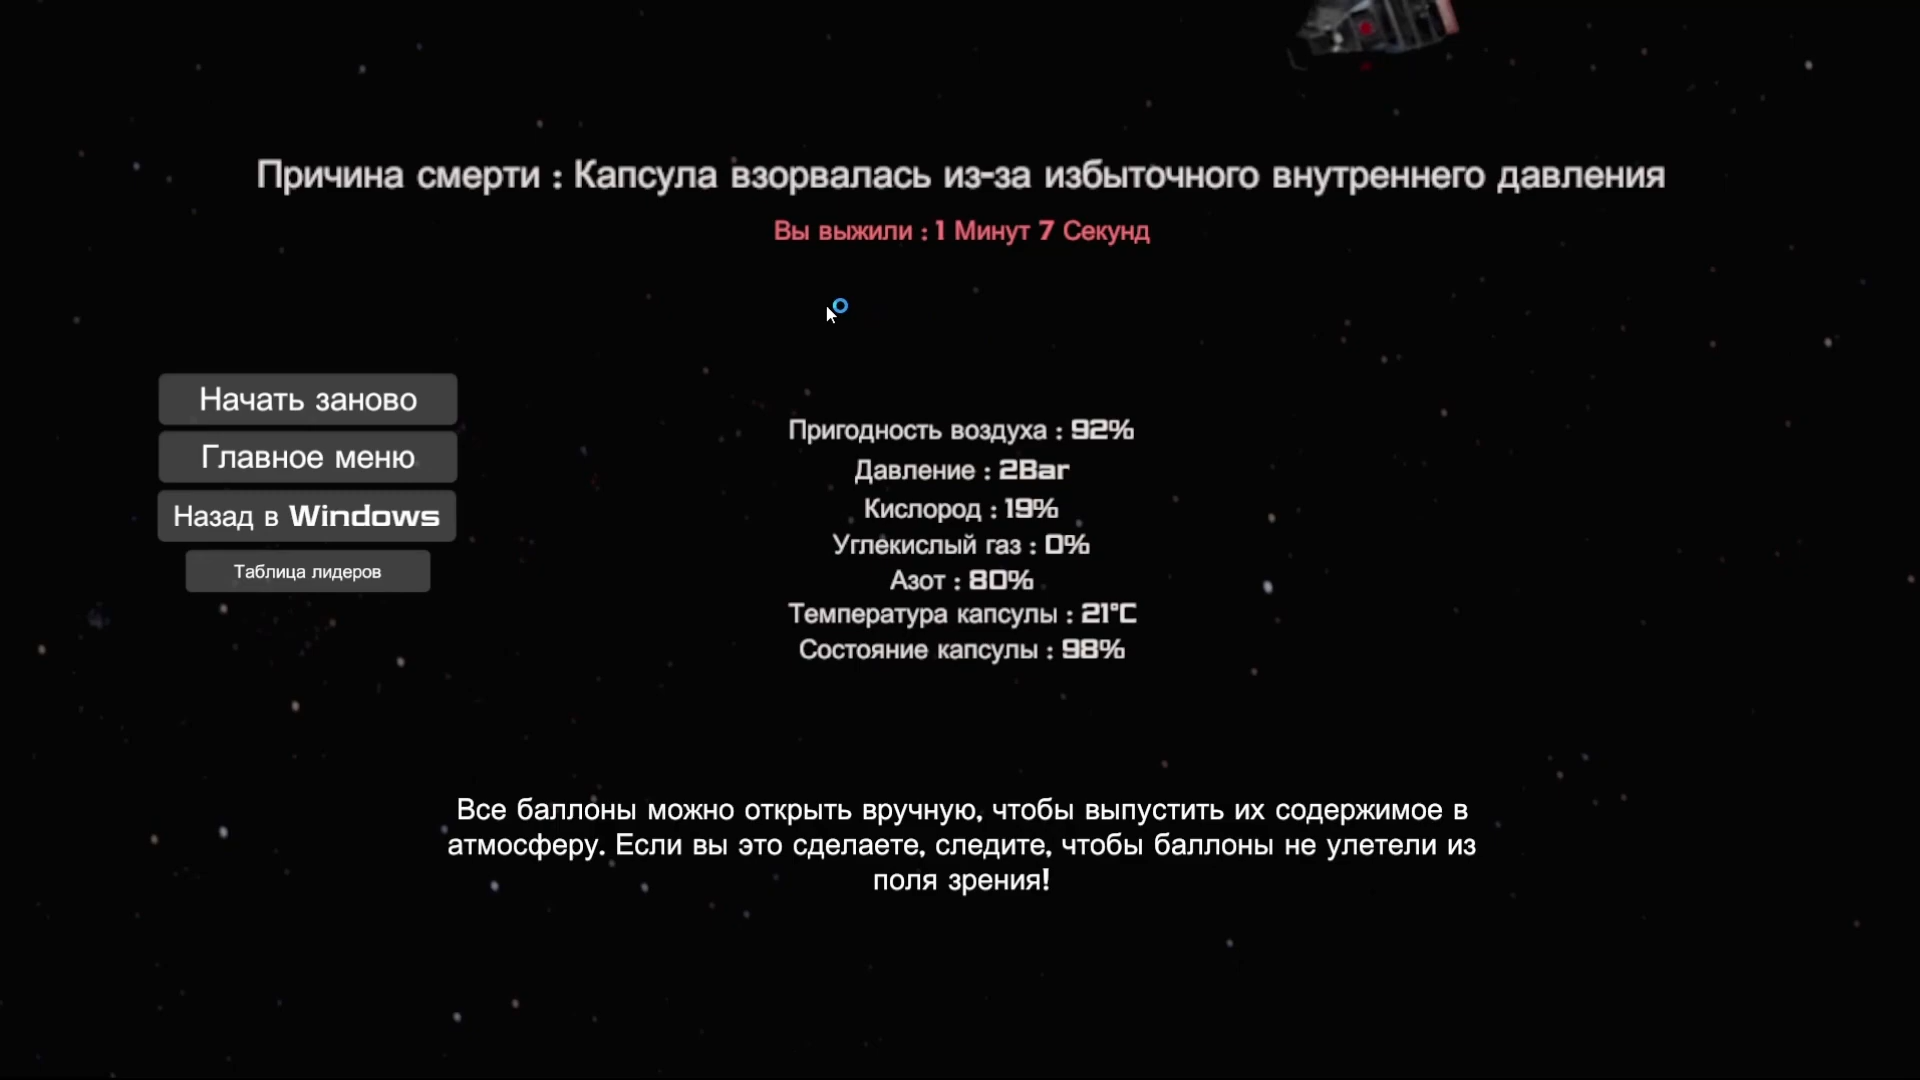 Причина смерти : Капсула взорвалась из-за избыточного внутреннего давления
Вы выжили : 1 Минут 7 Секунд
Начать заново
Главное меню
Назад в Windows
Таблица лидеров
Пригодность воздуха : 92%
Давление : 2Bar
Кислород : 19%
Углекислый газ : 0%
Азот : 80%
Температура капсулы : 21°C
Состояние капсулы : 98%
Все баллоны можно открыть вручную, чтобы выпустить их содержимое в
атмосферу. Если вы это сделаете, следите, чтобы баллоны не улетели из
поля зрения!